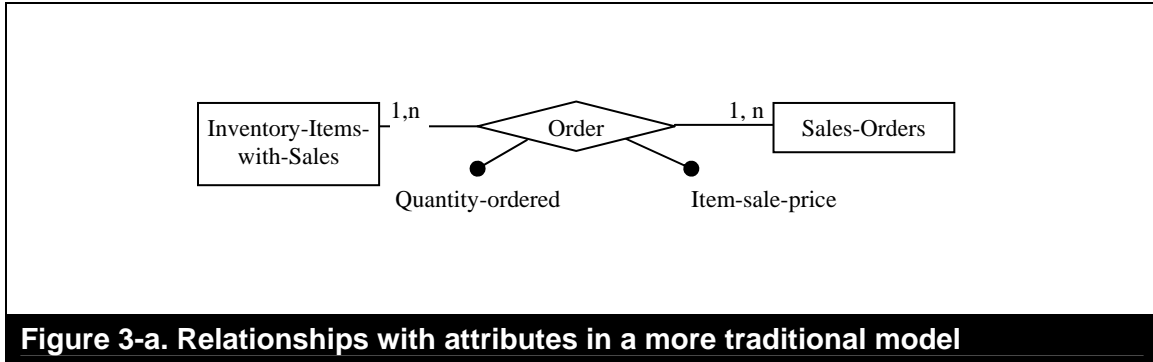 1,n
1, n
Inventory-Items-
with-Sales
Order
Sales-Orders
Quantity-ordered
Item-sale-price
Figure 3-a. Relationships with attributes in a more traditional model